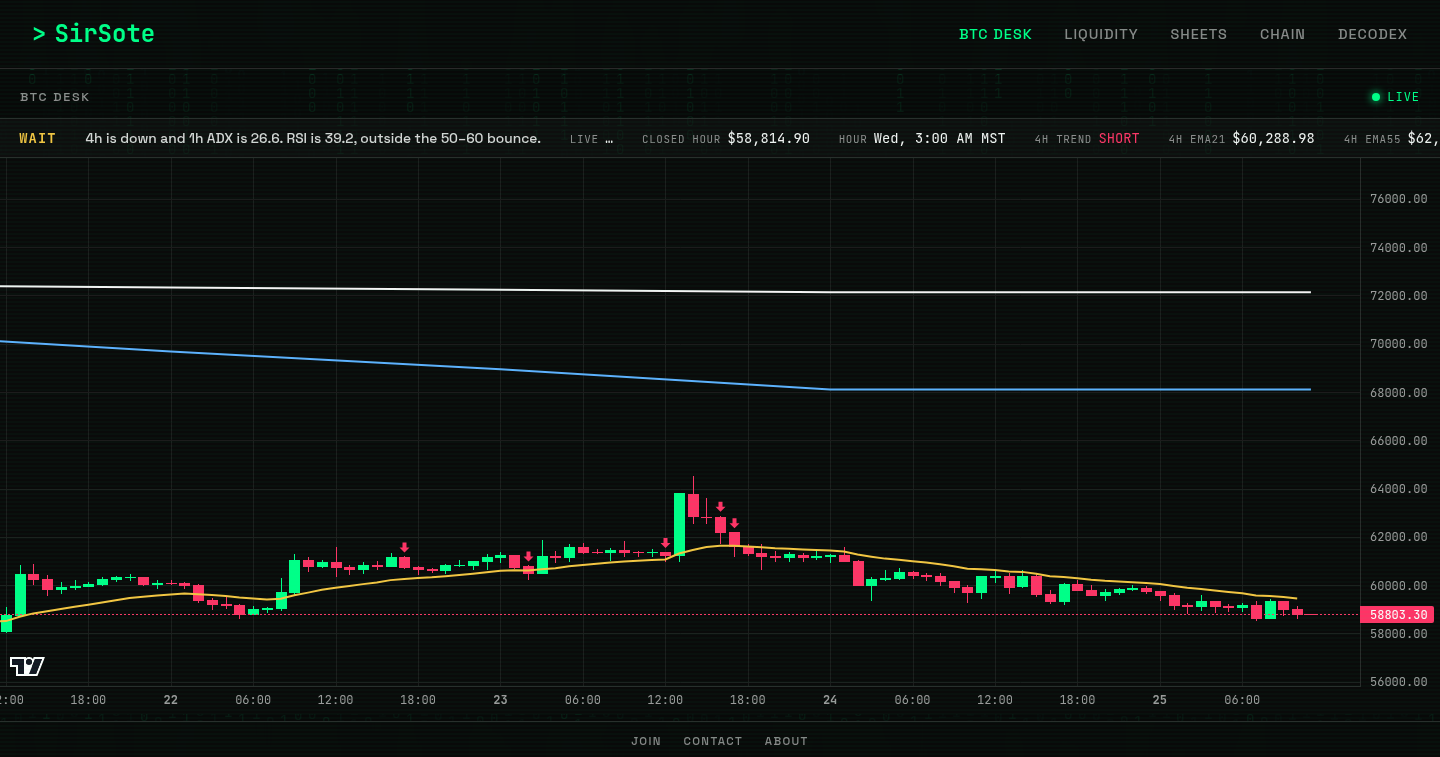 > SirSote
BTC DESK LIQUIDITY SHEETS CHAIN DECODEX
BTC DESK
LIVE
WAIT 4h is down and 1h ADX is 26.6. RSI is 39.2, outside the 50–60 bounce. LIVE … CLOSED HOUR $58,814.90 HOUR Wed, 3:00 AM MST 4H TREND SHORT 4H EMA21 $60,288.98 4H EMA55 $62,
76000.00
74000.00
72000.00
70000.00
68000.00
66000.00
64000.00
62000.00
60000.00
58803.30
58000.00
56000.00
2:00 18:00 22 06:00 12:00 18:00 23 06:00 12:00 18:00 24 06:00 12:00 18:00 25 06:00
JOIN CONTACT ABOUT